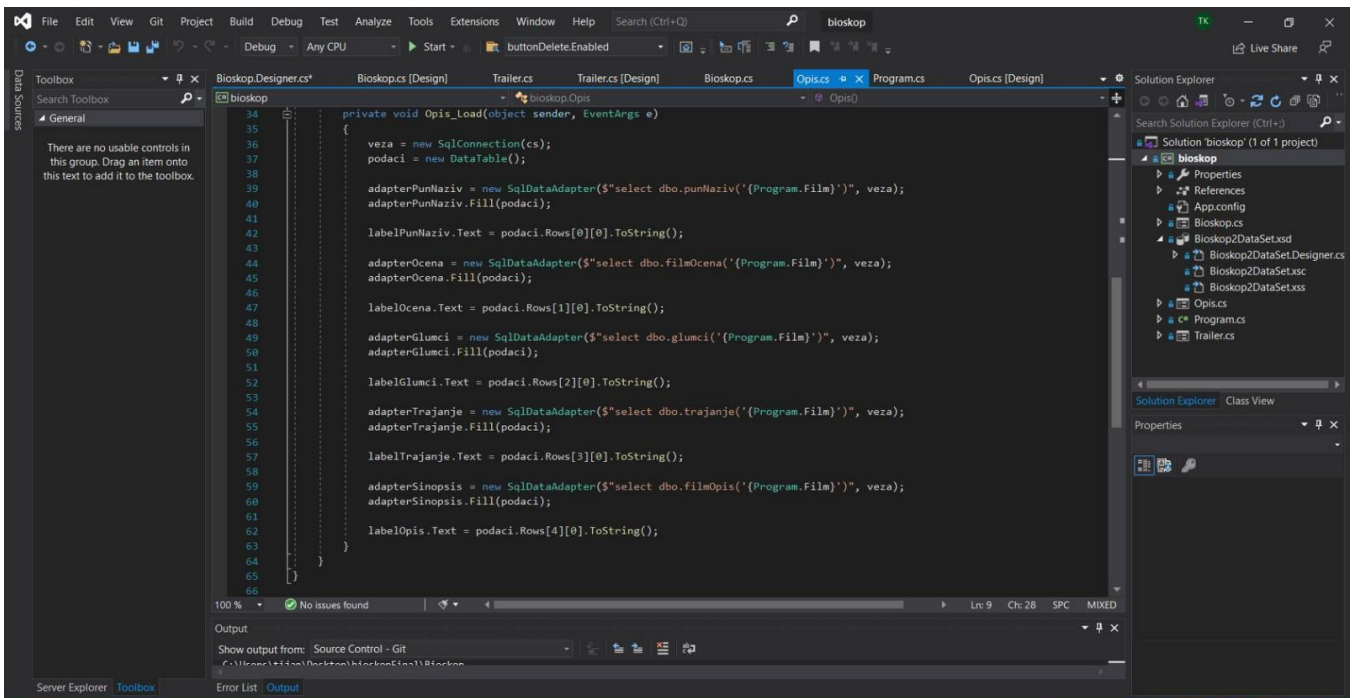 File Edit View Git Project Build Debug Test Analyze Tools Extensions Window Help Search (Ctrl+Q) bioskop TK
Debug Any CPU Start buttonDelete.Enabled Live Share
Data Sources
Toolbox
Search Toolbox
General
There are no usable controls in
this group. Drag an item onto
this text to add it to the toolbox.
Server Explorer Toolbox
Bioskop.Designer.cs* Bioskop.cs [Design] Trailer.cs Trailer.cs [Design] Bioskop.cs Opis.cs Program.cs Opis.cs [Design]
bioskop bioskop.Opis Opis()
34 private void Opis_Load(object sender, EventArgs e)
35 {
36 veza = new SqlConnection(cs);
37 podaci = new DataTable();
38
39 adapterPunNaziv = new SqlDataAdapter($"select dbo.punNaziv('{Program.Film}')", veza);
40 adapterPunNaziv.Fill(podaci);
41
42 labelPunNaziv.Text = podaci.Rows[0][0].ToString();
43
44 adapterOcena = new SqlDataAdapter($"select dbo.filmOcena('{Program.Film}')", veza);
45 adapterOcena.Fill(podaci);
46
47 labelOcena.Text = podaci.Rows[1][0].ToString();
48
49 adapterGlumci = new SqlDataAdapter($"select dbo.glumci('{Program.Film}')", veza);
50 adapterGlumci.Fill(podaci);
51
52 labelGlumci.Text = podaci.Rows[2][0].ToString();
53
54 adapterTrajanje = new SqlDataAdapter($"select dbo.trajanje('{Program.Film}')", veza);
55 adapterTrajanje.Fill(podaci);
56
57 labelTrajanje.Text = podaci.Rows[3][0].ToString();
58
59 adapterSinopsis = new SqlDataAdapter($"select dbo.filmOpis('{Program.Film}')", veza);
60 adapterSinopsis.Fill(podaci);
61
62 labelOpis.Text = podaci.Rows[4][0].ToString();
63 }
64 }
65 }
66
100 % No issues found Ln: 9 Ch: 28 SPC MIXED
Output
Show output from: Source Control - Git
Error List Output
Solution Explorer
Search Solution Explorer (Ctrl+;)
Solution 'bioskop' (1 of 1 project)
bioskop
Properties
References
App.config
Bioskop.cs
Bioskop2DataSet.xsd
Bioskop2DataSet.Designer.cs
Bioskop2DataSet.xsc
Bioskop2DataSet.xss
Opis.cs
C# Program.cs
Trailer.cs
Solution Explorer Class View
Properties